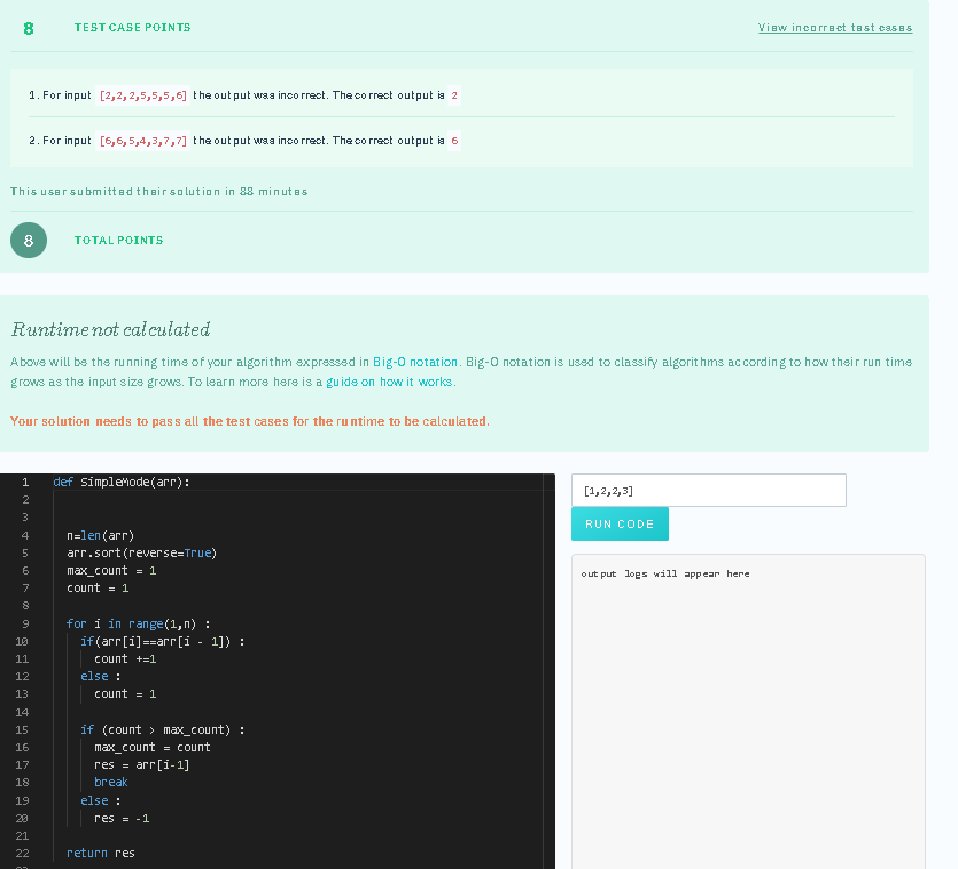 8 TEST CASE POINTS View incorrect test cases
1. For input [2,2,2,5,5,5,6] the output was incorrect. The correct output is 2
2. For input [6,6,5,4,3,7,7] the output was incorrect. The correct output is 6
This user submitted their solution in 88 minutes
8 TOTAL POINTS
Runtime not calculated
Above will be the running time of your algorithm expressed in Big-O notation. Big-O notation is used to classify algorithms according to how their run time
grows as the input size grows. To learn more here is a guide on how it works.
Your solution needs to pass all the test cases for the runtime to be calculated.
1 def SimpleMode(arr):
2
3
4 n=len(arr)
5 arr.sort(reverse=True)
6 max_count = 1
7 count = 1
8
9 for i in range(1,n) :
10 if(arr[i]==arr[i - 1]) :
11 count +=1
12 else :
13 count = 1
14
15 if (count > max_count) :
16 max_count = count
17 res = arr[i-1]
18 break
19 else :
20 res = -1
21
22 return res
[1,2,2,3]
RUN CODE
output logs will appear here